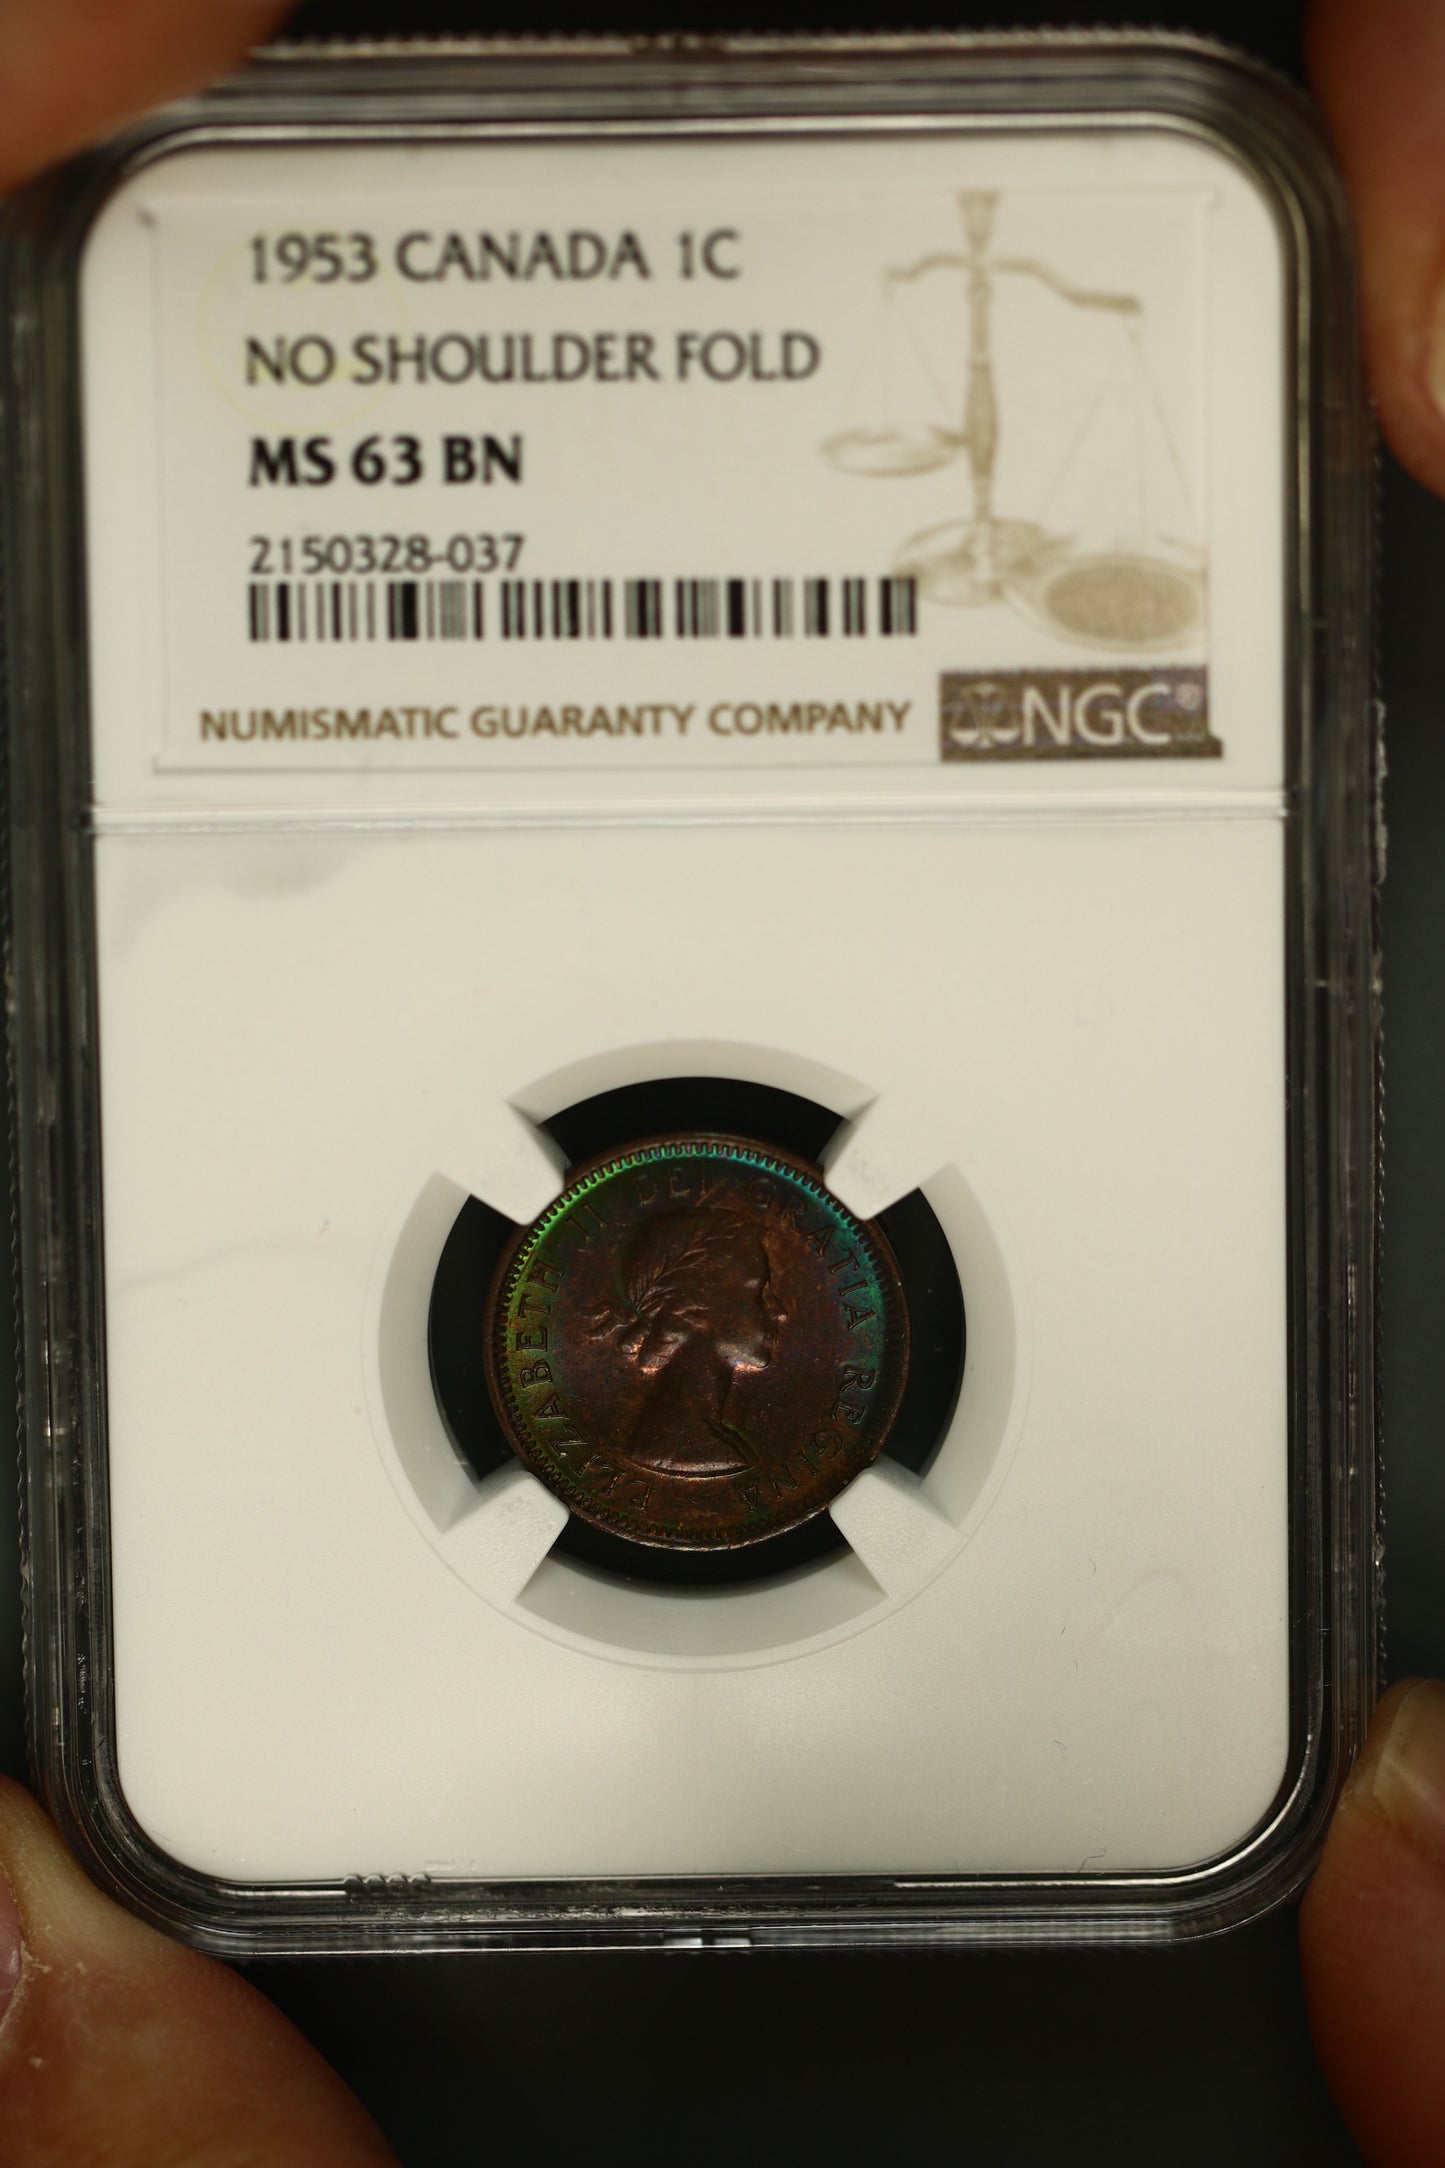 1953 CANADA 1C
NO SHOULDER FOLD
MS 63 BN
2150328-037
NUMISMATIC GUARANTY COMPANY
NGC®
ELIZABETH II DEI GRATIA REGINA